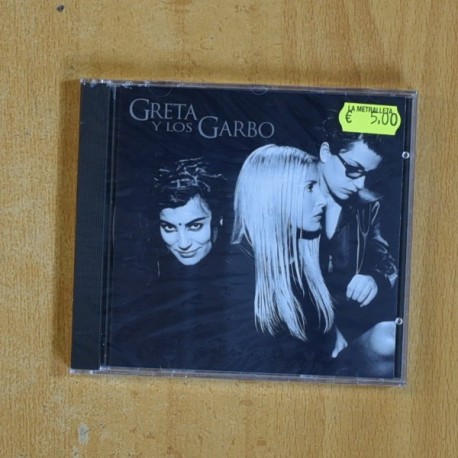 GRETA
Y LOS GARBO
LA METRALLETA
€ 5,00